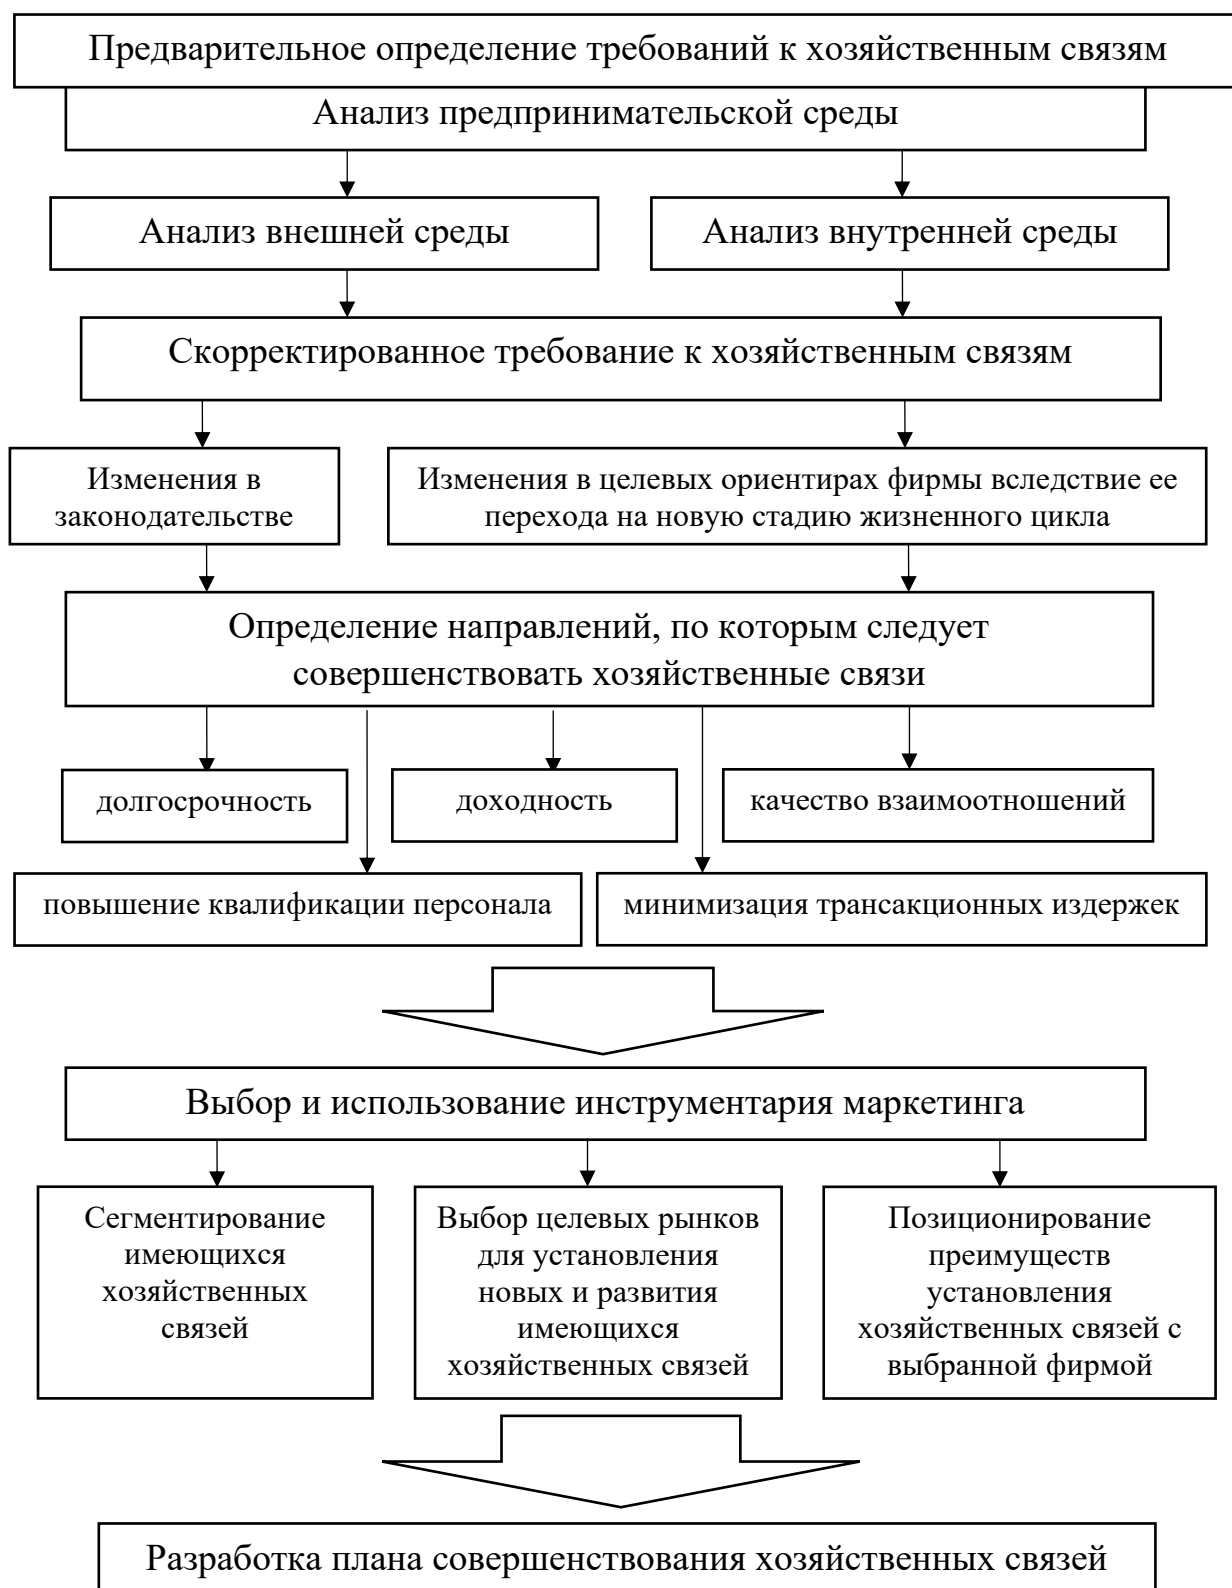 Предварительное определение требований к хозяйственным связям
Анализ предпринимательской среды
Анализ внешней среды
Анализ внутренней среды
Скорректированное требование к хозяйственным связям
Изменения в
законодательстве
Изменения в целевых ориентирах фирмы вследствие ее
перехода на новую стадию жизненного цикла
Определение направлений, по которым следует
совершенствовать хозяйственные связи
долгосрочность
доходность
качество взаимоотношений
повышение квалификации персонала
минимизация трансакционных издержек
Выбор и использование инструментария маркетинга
Сегментирование
имеющихся
хозяйственных
связей
Выбор целевых рынков
для установления
новых и развития
имеющихся
хозяйственных связей
Позиционирование
преимуществ
установления
хозяйственных связей с
выбранной фирмой
Разработка плана совершенствования хозяйственных связей